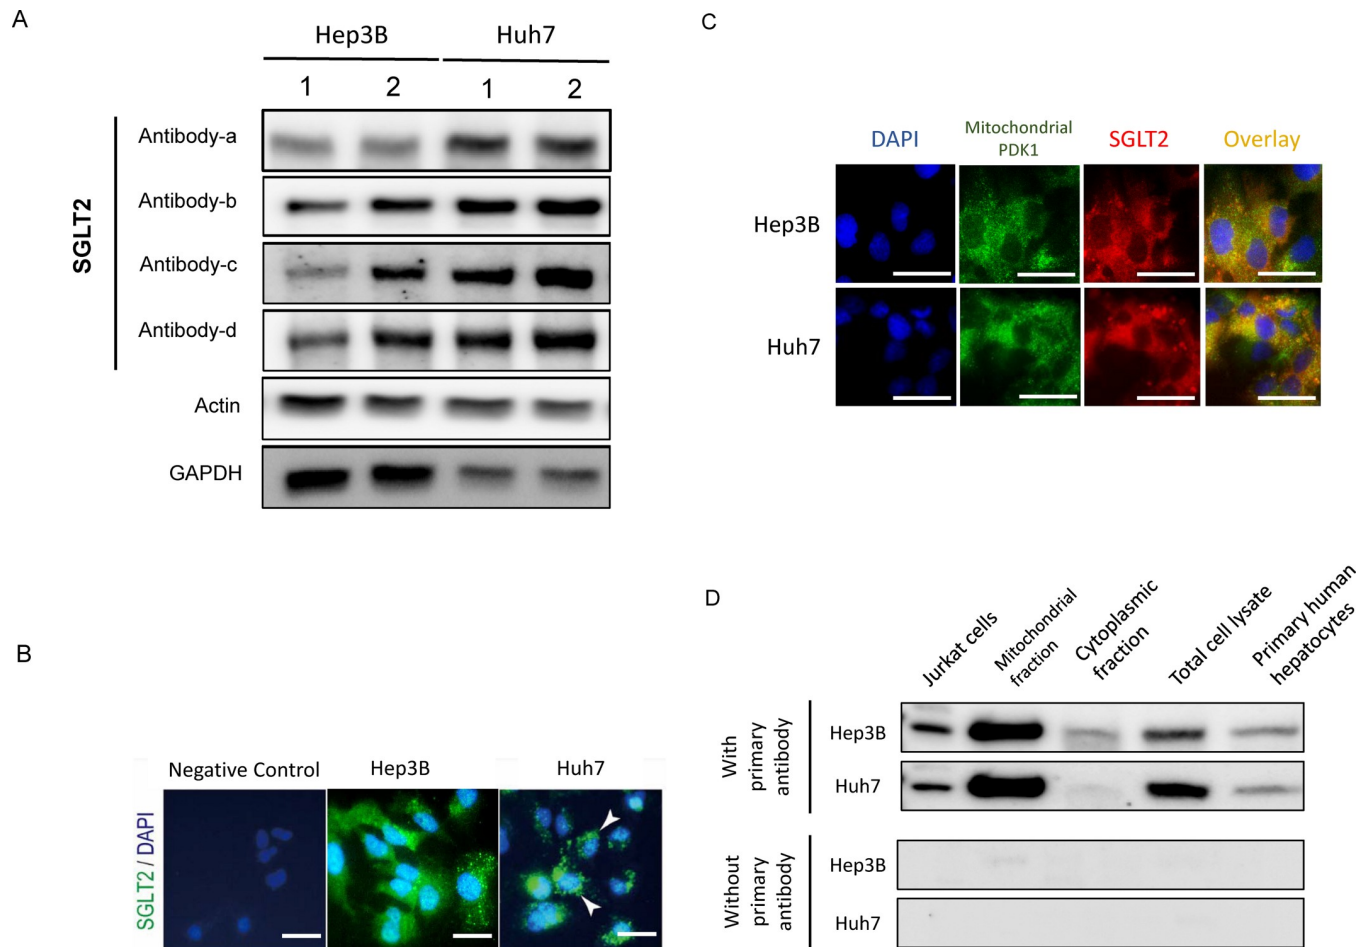 A
Hep3B Huh7
1 2 1 2
SGLT2
Antibody-a
Antibody-b
Antibody-c
Antibody-d
Actin
GAPDH
B
Negative Control Hep3B Huh7
SGLT2 / DAPI
C
DAPI
Mitochondrial
PDK1
SGLT2
Overlay
Hep3B
Huh7
D
Jurkat cells
Mitochondrial
fraction
Cytoplasmic
fraction
Total cell lysate
Primary human
hepatocytes
With
primary
antibody
Hep3B
Huh7
Without
primary
antibody
Hep3B
Huh7